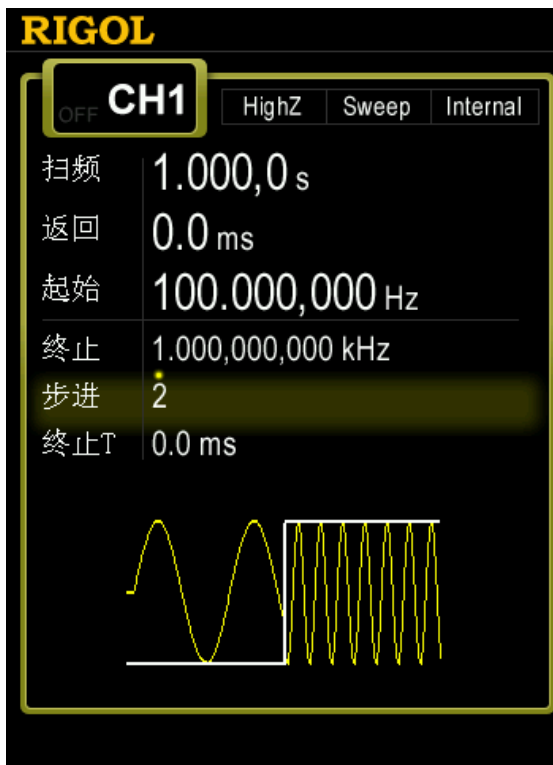 RIGOL
OFF CH1 HighZ Sweep Internal
扫频 1.000,0 s
返回 0.0 ms
起始 100.000,000 Hz
终止 1.000,000,000 kHz
步进 2
终止T 0.0 ms